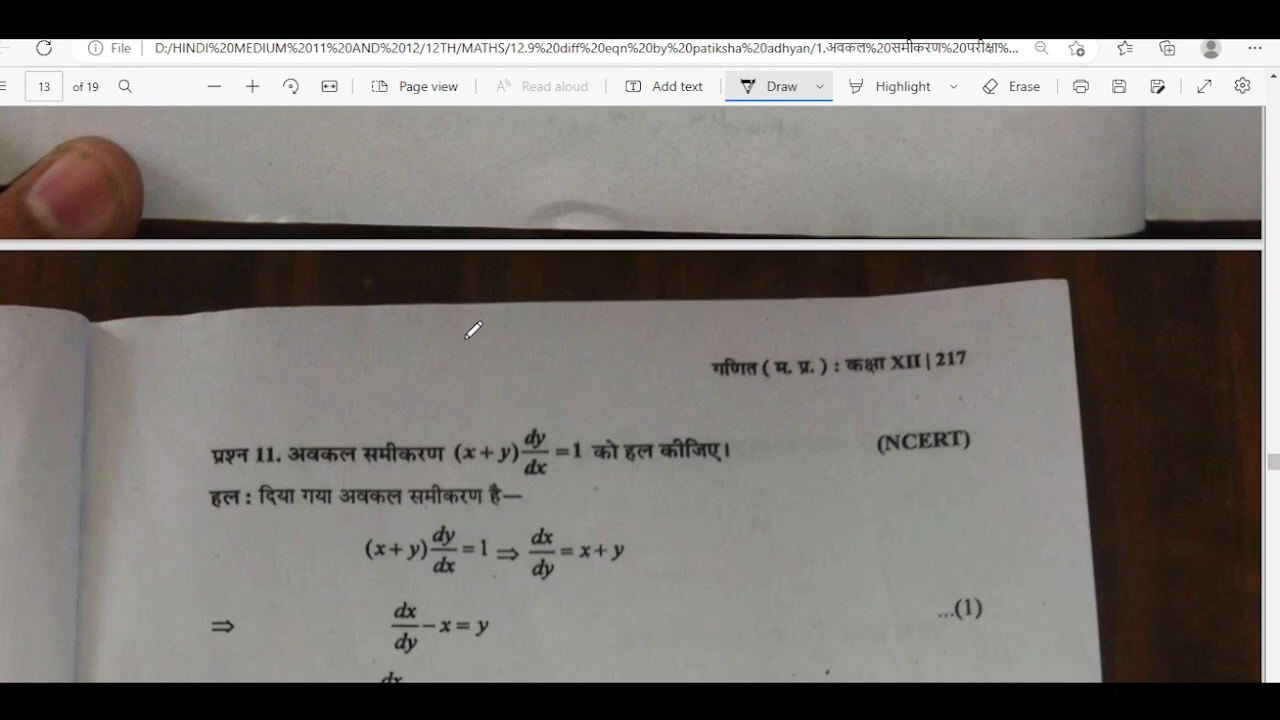 File D:/HINDI%20MEDIUM%2011%20AND%2012/12TH/MATHS/12.9%20diff%20eqn%20by%20patiksha%20adhyan/1.अवकल%20समीकरण%20परीक्षा%...
13 of 19 Page view Read aloud Add text Draw Highlight Erase
गणित ( म. प्र. ) : कक्षा XII | 217
प्रश्न 11. अवकल समीकरण (x + y) dy/dx = 1 को हल कीजिए। (NCERT)
हल : दिया गया अवकल समीकरण है—
(x + y) dy/dx = 1 ⇒ dx/dy = x + y
⇒ dx/dy − x = y ...(1)
dx